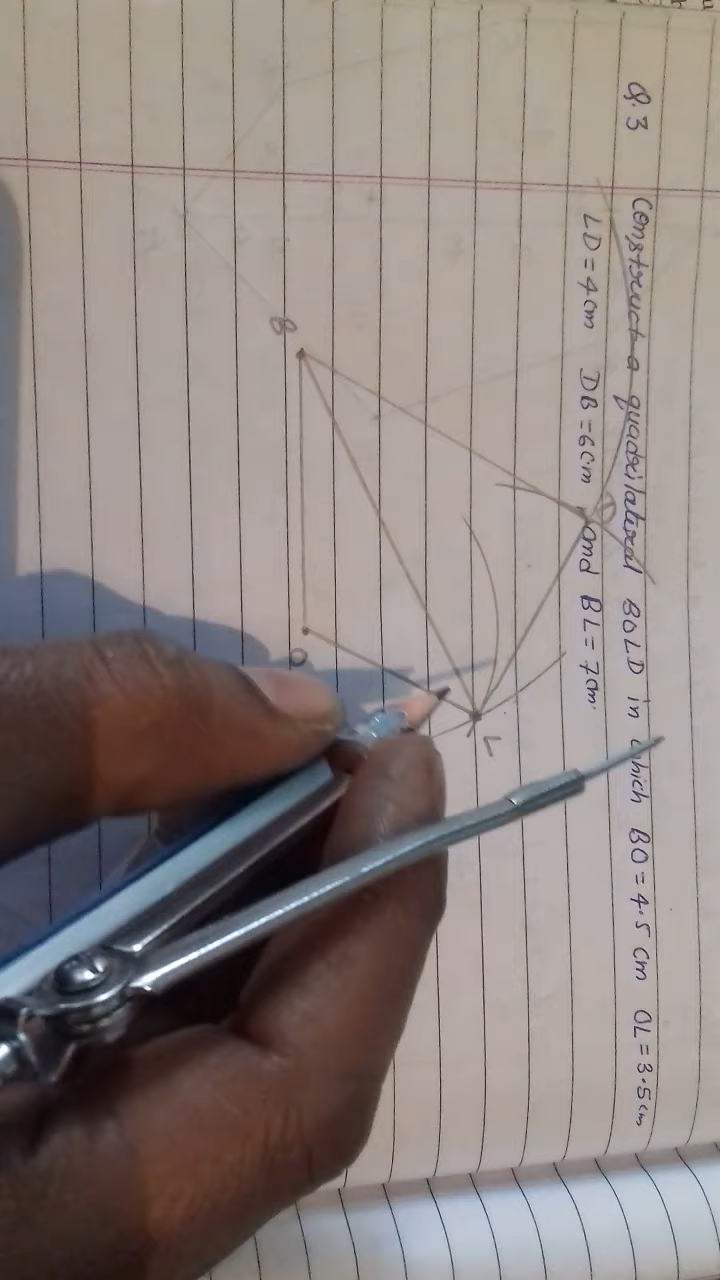 Q.3 Construct a quadrilateral BOLD in which BO = 4.5 cm OL = 3.5 cm
LD = 4 cm DB = 6 cm and BL = 7 cm.
D
L
B
O